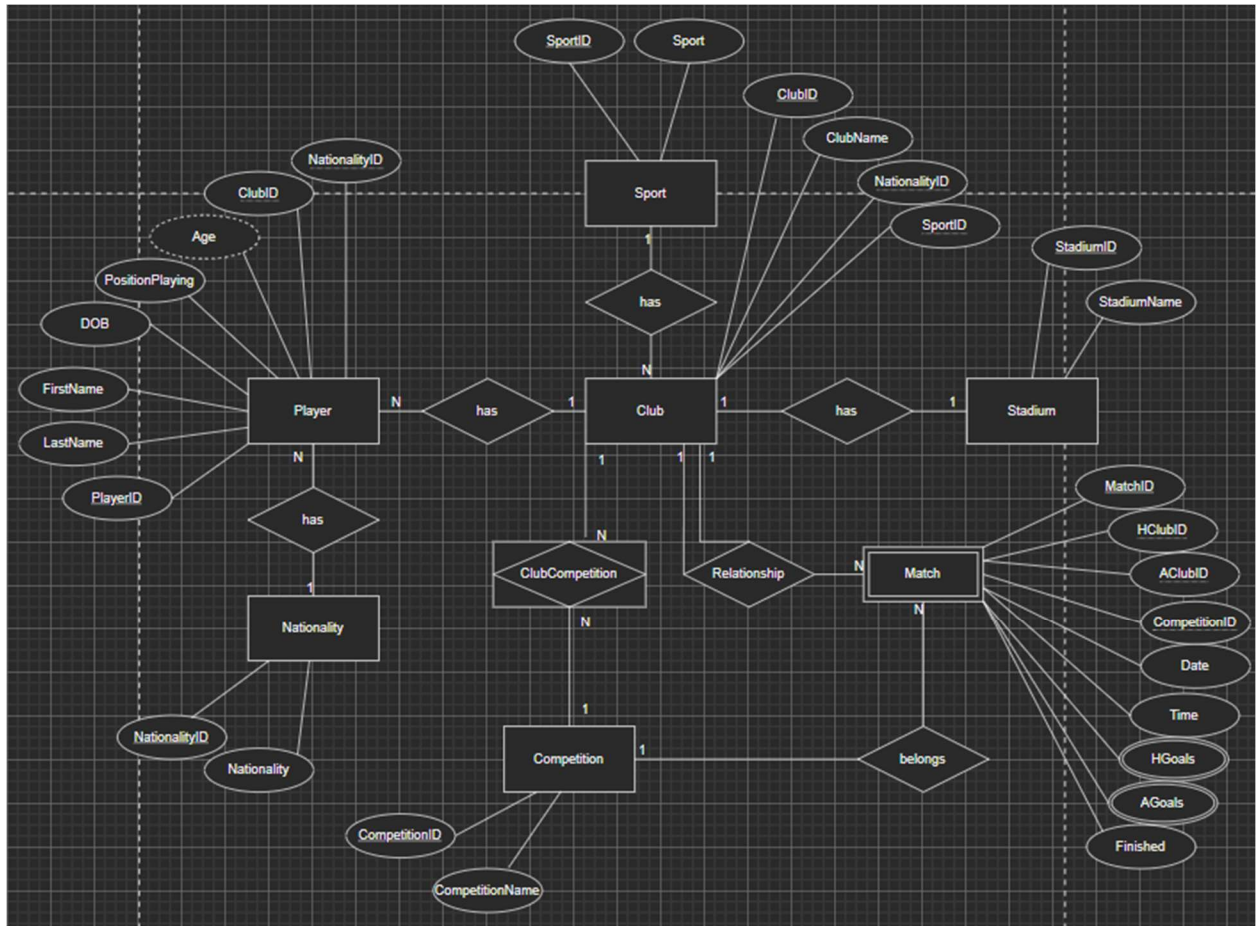 SportID
Sport
ClubID
ClubName
NationalityID
SportID
NationalityID
ClubID
Age
PositionPlaying
DOB
FirstName
LastName
PlayerID
Sport
1
has
N
StadiumID
StadiumName
Player
N
has
1
Club
1
has
1
Stadium
N
has
1
Nationality
NationalityID
Nationality
1
N
ClubCompetition
N
1
1
1
Relationship
N
Match
N
MatchID
HClubID
AClubID
CompetitionID
Date
Time
HGoals
AGoals
Finished
Competition
1
belongs
CompetitionID
CompetitionName